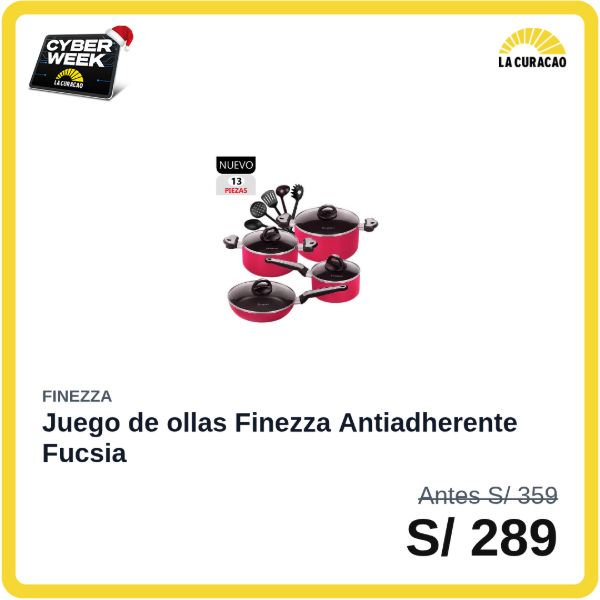 CYBER
WEEK
LA CURACAO
LA CURACAO
NUEVO
13
PIEZAS
FINEZZA
Juego de ollas Finezza Antiadherente
Fucsia
Antes S/ 359
S/ 289